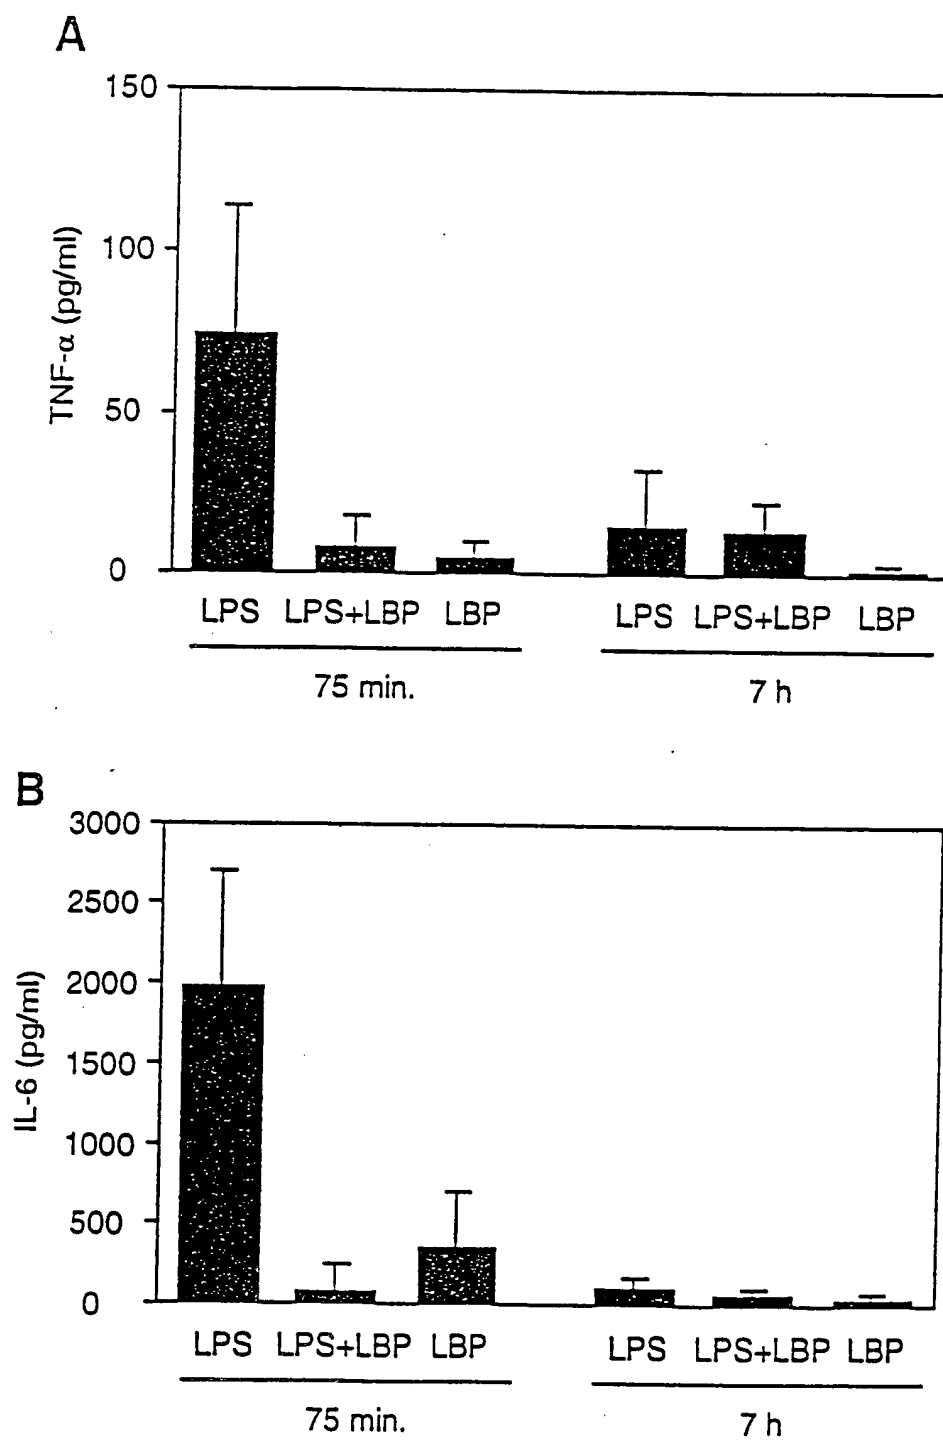 A
150
100
50
0
TNF-α (pg/ml)
LPS LPS+LBP LBP LPS LPS+LBP LBP
75 min. 7 h
B
3000
2500
2000
1500
1000
500
0
IL-6 (pg/ml)
LPS LPS+LBP LBP LPS LPS+LBP LBP
75 min. 7 h